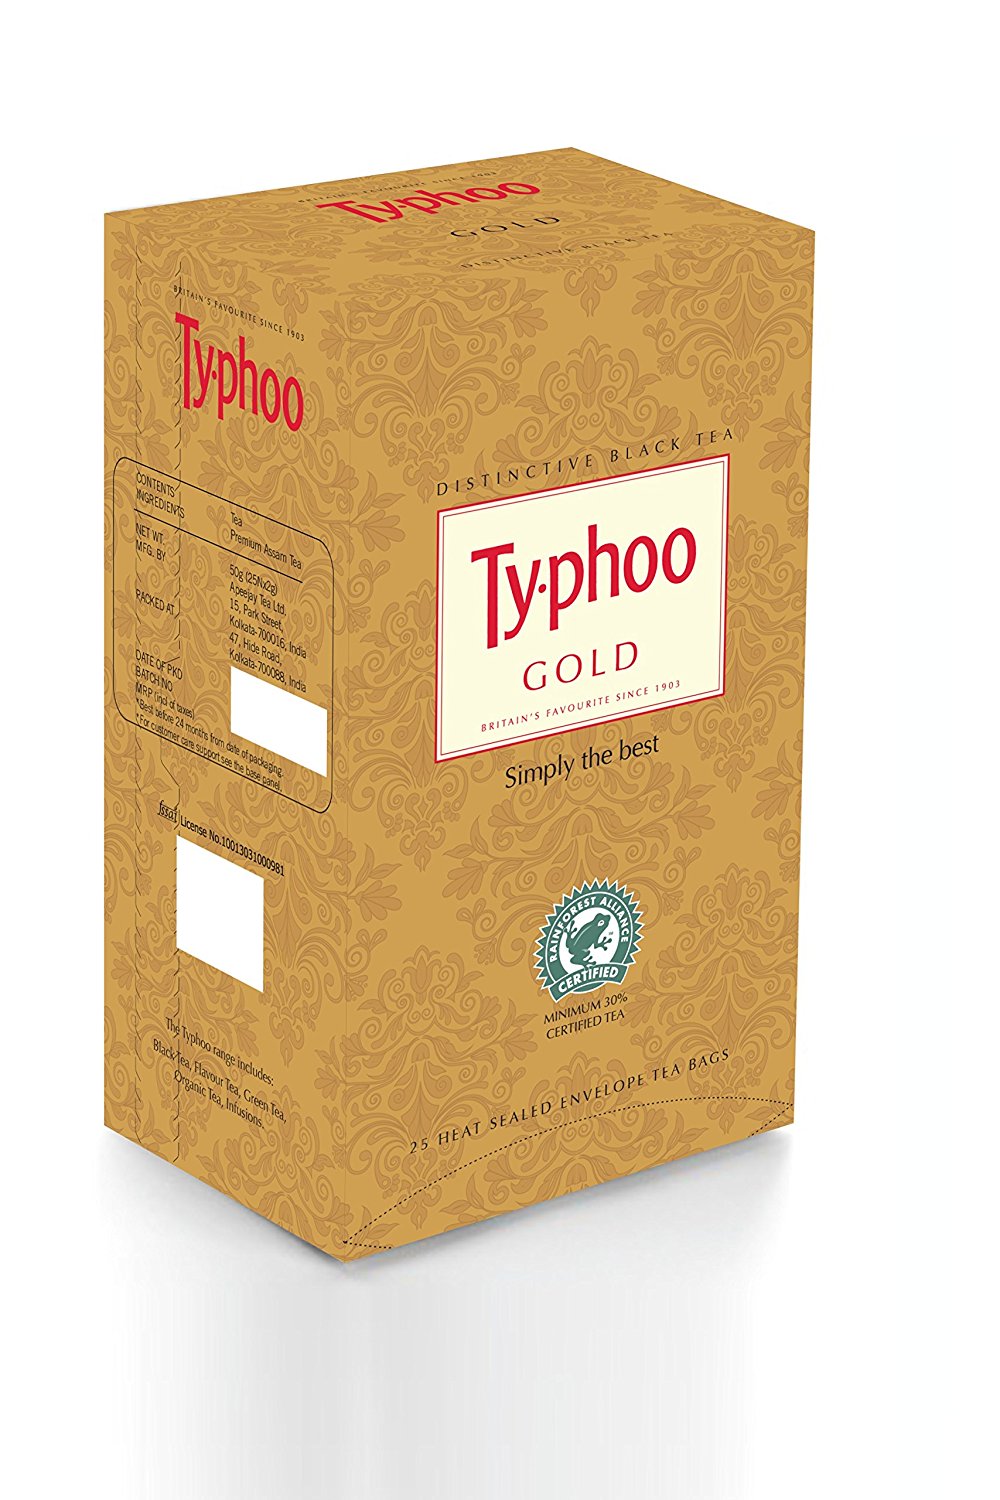 BRITAIN'S FAVOURITE SINCE 1903
Ty·phoo
GOLD
DISTINCTIVE BLACK TEA
BRITAIN'S FAVOURITE SINCE 1903
Ty·phoo
CONTENTS Tea
INGREDIENTS Premium Assam Tea
NET WT. 50g (25Nx2g)
MFG. BY Apeejay Tea Ltd.
15, Park Street,
Kolkata-700016, India
PACKED AT 47, Hide Road,
Kolkata-700088, India
DATE OF PKD
BATCH NO
MRP (incl of taxes)
*Best before 24 months from date of packaging.
*For customer care support see the base panel.
fssai License No.10013031000981
The Typhoo range includes:
Black Tea, Flavour Tea, Green Tea,
Organic Tea, Infusions.
DISTINCTIVE BLACK TEA
Ty·phoo
GOLD
BRITAIN'S FAVOURITE SINCE 1903
Simply the best
RAINFOREST ALLIANCE
CERTIFIED
MINIMUM 30%
CERTIFIED TEA
25 HEAT SEALED ENVELOPE TEA BAGS